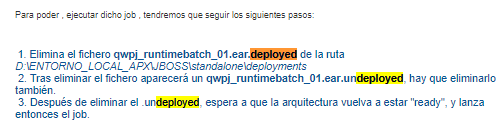 Para poder , ejecutar dicho job , tendremos que seguir los siguientes pasos:
1. Elimina el fichero qwpj_runtimebatch_01.ear.deployed de la ruta
D:\ENTORNO_LOCAL_APX\JBOSS\standalone\deployments
2. Tras eliminar el fichero aparecerá un qwpj_runtimebatch_01.ear.undeployed, hay que eliminarlo
también.
3. Después de eliminar el .undeployed, espera a que la arquitectura vuelva a estar "ready", y lanza
entonces el job.